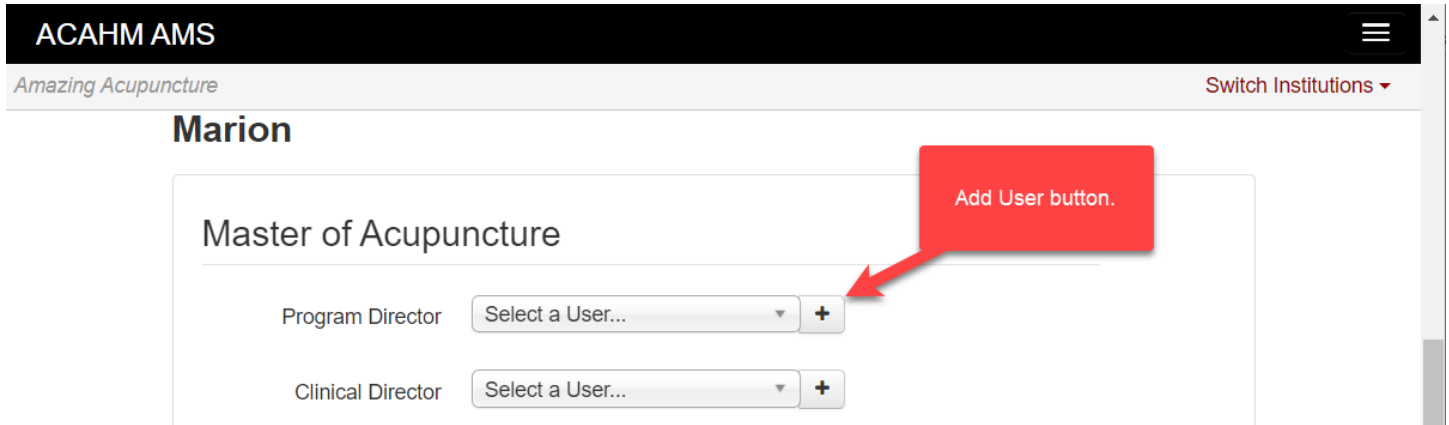 ACAHM AMS
Amazing Acupuncture
Switch Institutions
Marion
Add User button.
Master of Acupuncture
Program Director
Select a User...
+
Clinical Director
Select a User...
+